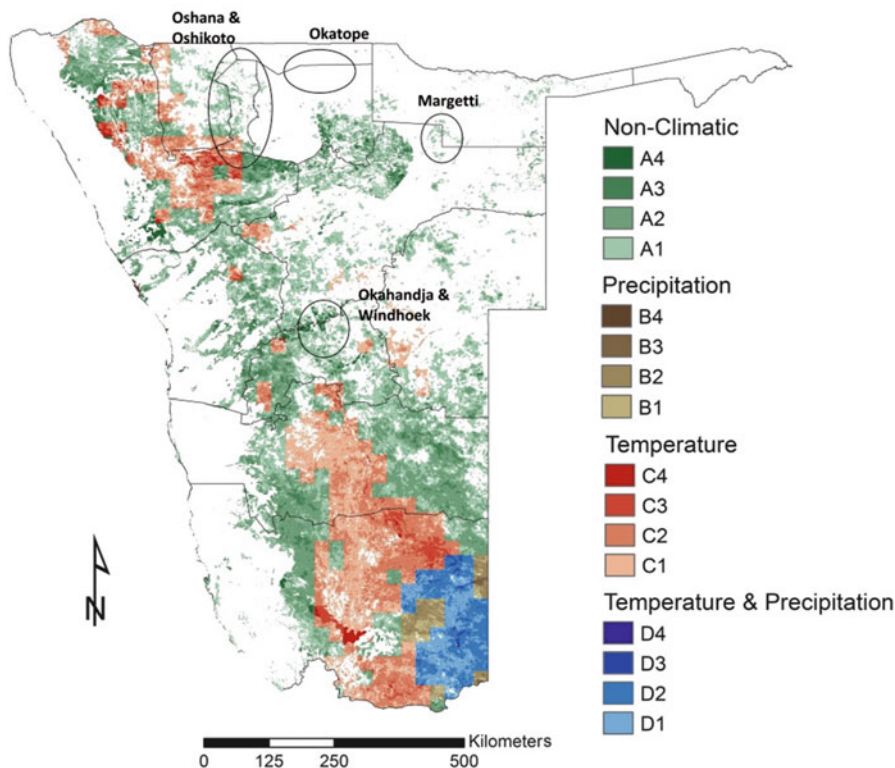 Oshana &
Oshikoto
Okatope
Margetti
Okahandja &
Windhoek
Non-Climatic
A4
A3
A2
A1
Precipitation
B4
B3
B2
B1
Temperature
C4
C3
C2
C1
Temperature & Precipitation
D4
D3
D2
D1
N
Kilometers
0 125 250 500